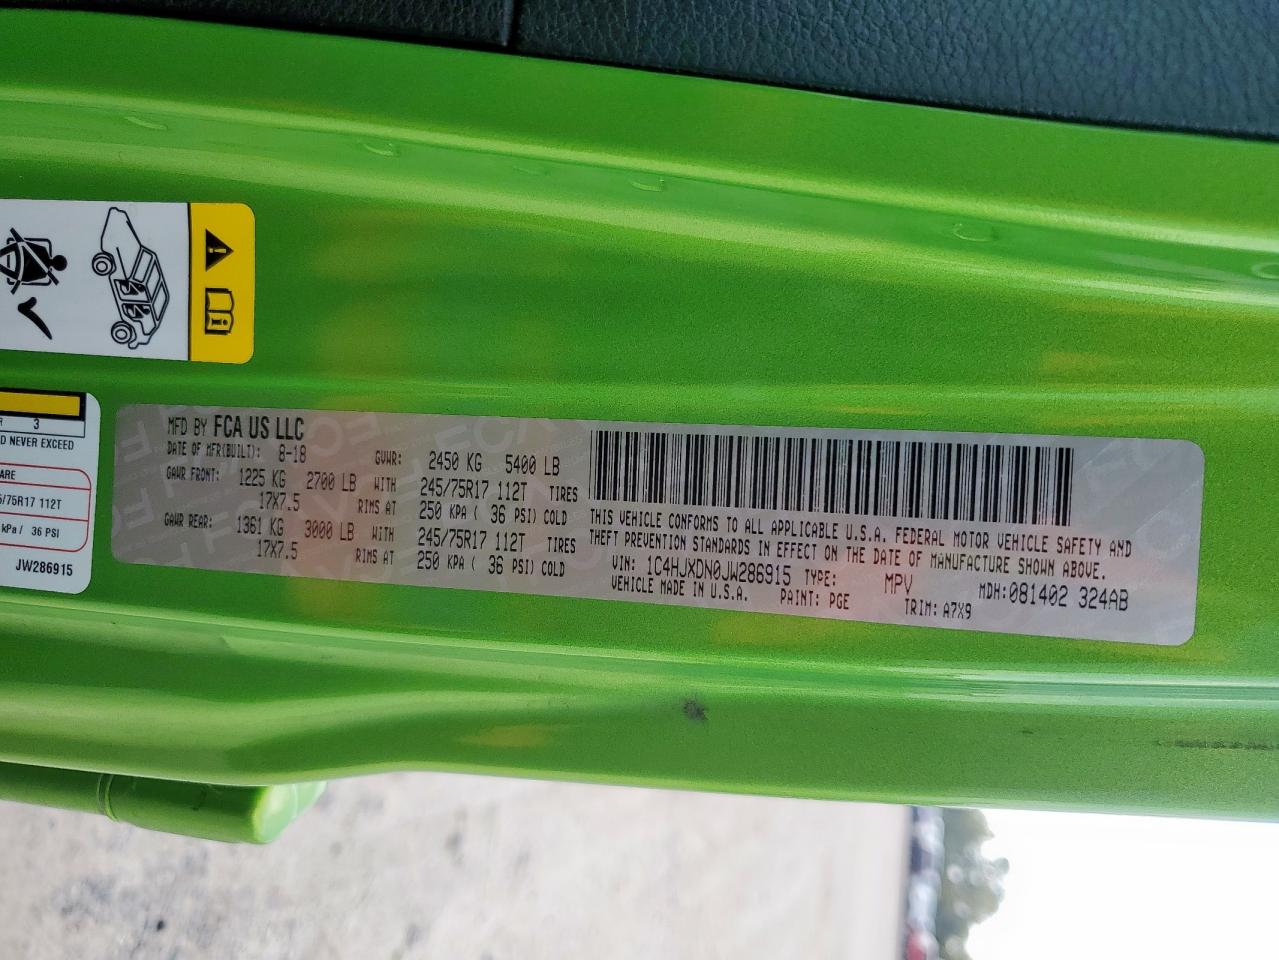 R 3
D NEVER EXCEED
ARE
5/75R17 112T
kPa / 36 PSI
JW286915
MFD BY FCA US LLC
DATE OF MFR(BUILT): 8-18 GVWR: 2450 KG 5400 LB
GAWR FRONT: 1225 KG 2700 LB WITH 245/75R17 112T TIRES
17X7.5 RIMS AT 250 KPA ( 36 PSI) COLD
GAWR REAR: 1361 KG 3000 LB WITH 245/75R17 112T TIRES
17X7.5 RIMS AT 250 KPA ( 36 PSI) COLD
THIS VEHICLE CONFORMS TO ALL APPLICABLE U.S.A. FEDERAL MOTOR VEHICLE SAFETY AND
THEFT PREVENTION STANDARDS IN EFFECT ON THE DATE OF MANUFACTURE SHOWN ABOVE.
VIN: 1C4HJXDN0JW286915 TYPE: MPV MDH:081402 324AB
VEHICLE MADE IN U.S.A. PAINT: PGE TRIM: A7X9